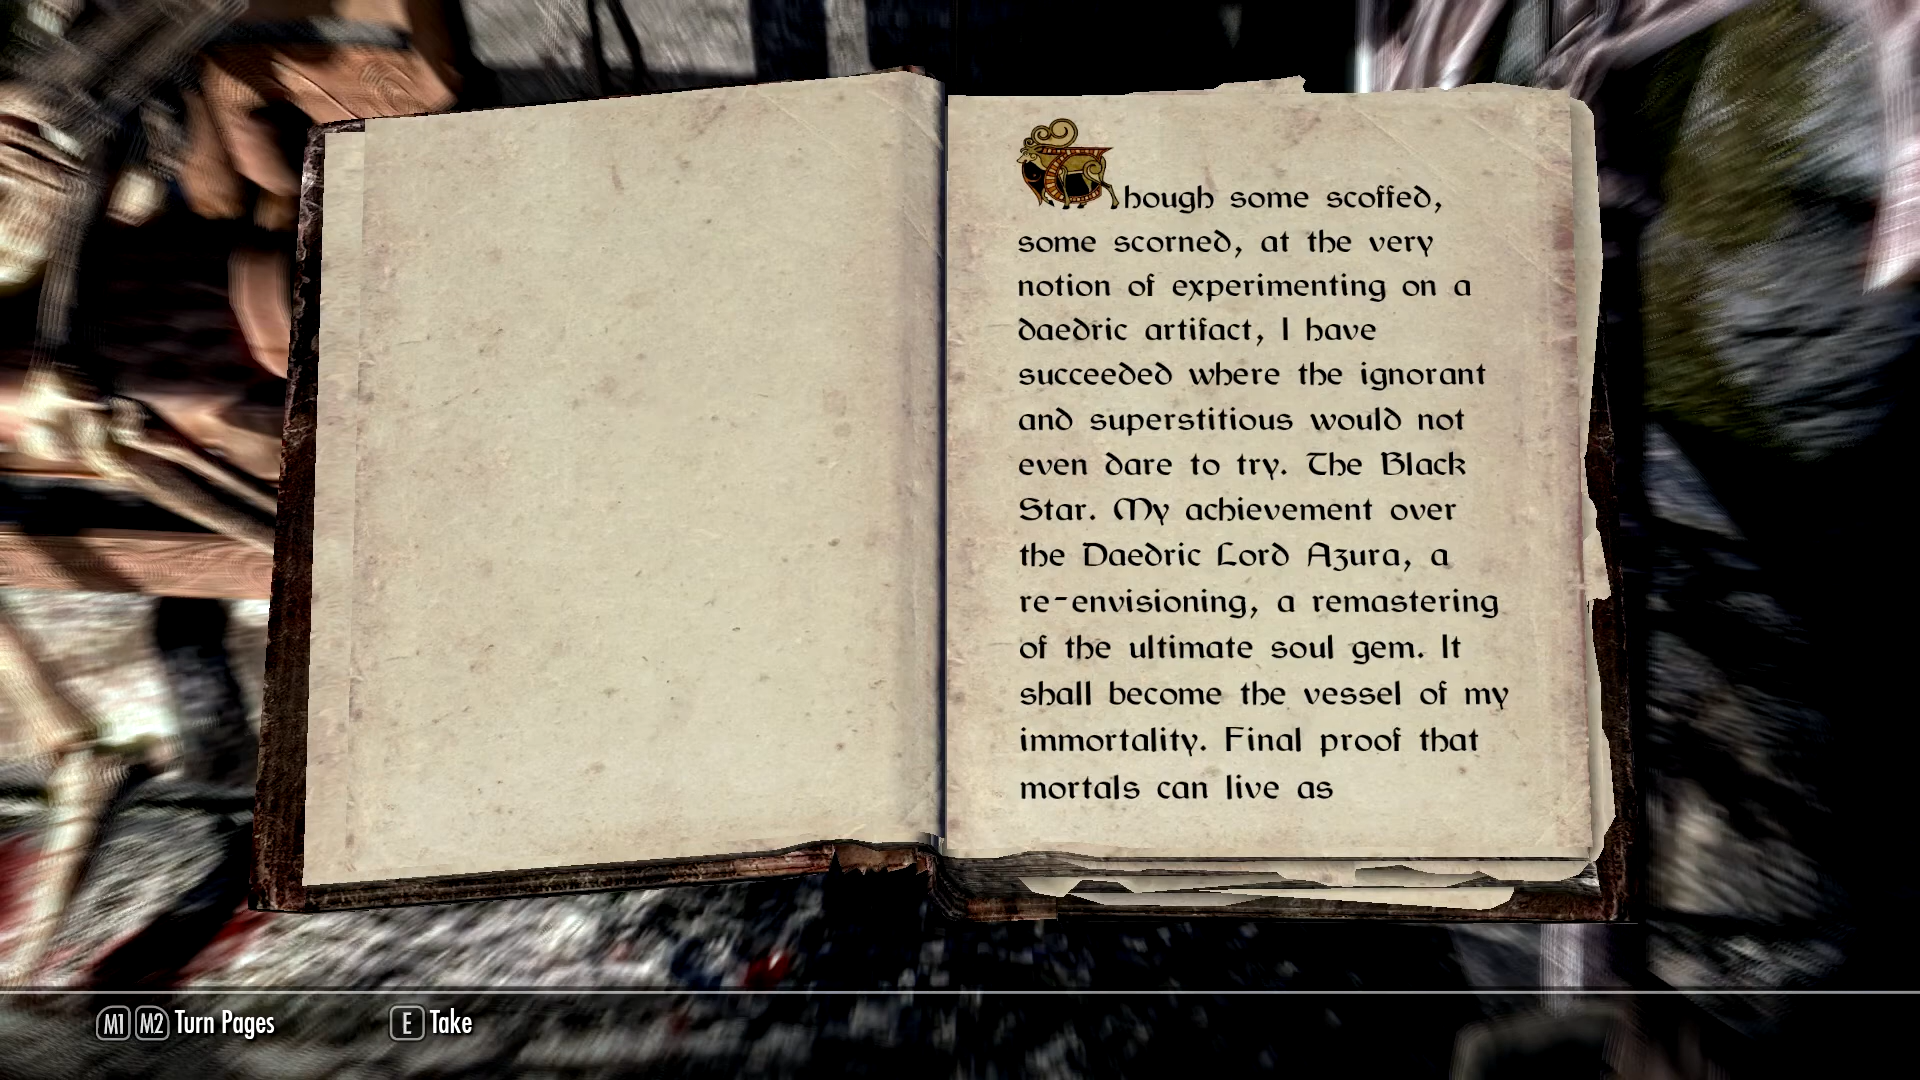 Though some scoffed,
some scorned, at the very
notion of experimenting on a
daedric artifact, I have
succeeded where the ignorant
and superstitious would not
even dare to try. The Black
Star. My achievement over
the Daedric Lord Azura, a
re-envisioning, a remastering
of the ultimate soul gem. It
shall become the vessel of my
immortality. Final proof that
mortals can live as
M1 M2 Turn Pages
E Take